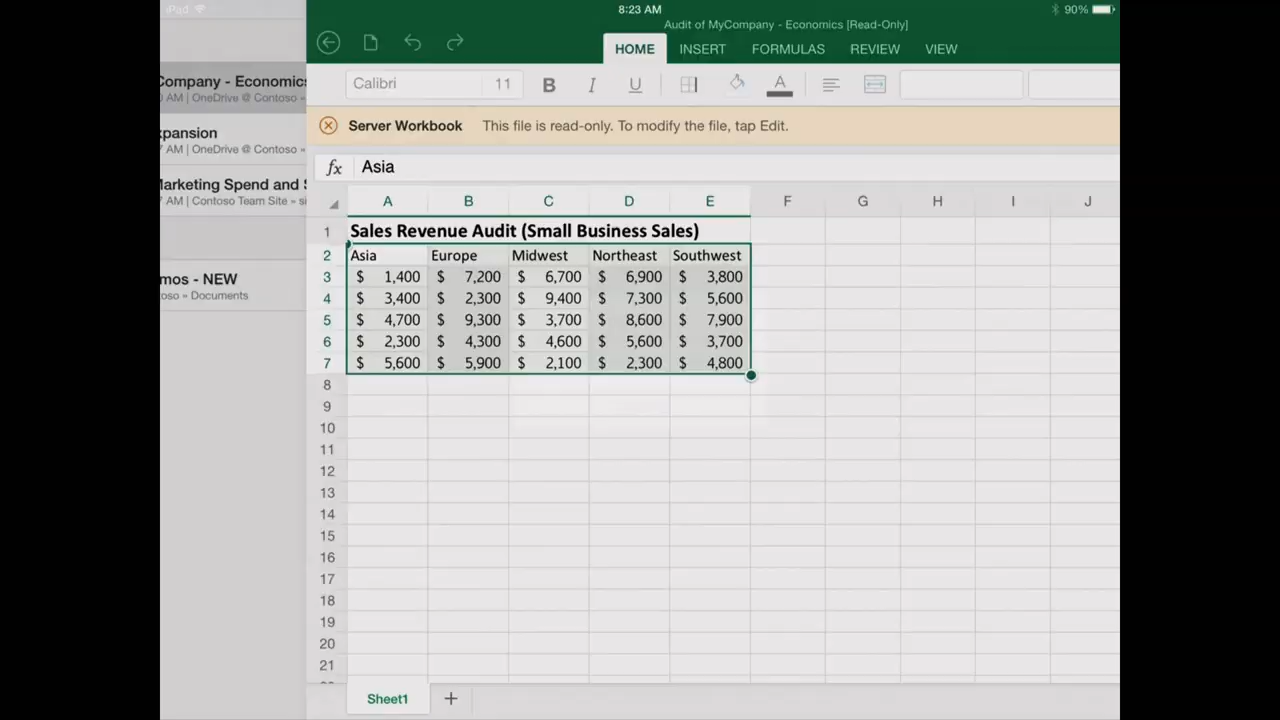 iPad 8:23 AM 90%
Audit of MyCompany - Economics [Read-Only]
HOME INSERT FORMULAS REVIEW VIEW
Calibri 11 B I U A
Server Workbook This file is read-only. To modify the file, tap Edit.
fx Asia
Company - Economics
AM | OneDrive @ Contoso »
xpansion
7 AM | OneDrive @ Contoso »
Marketing Spend and S
7 AM | Contoso Team Site » si
mos - NEW
oso » Documents
A B C D E F G H I J
1 Sales Revenue Audit (Small Business Sales)
2 Asia Europe Midwest Northeast Southwest
3 $ 1,400 $ 7,200 $ 6,700 $ 6,900 $ 3,800
4 $ 3,400 $ 2,300 $ 9,400 $ 7,300 $ 5,600
5 $ 4,700 $ 9,300 $ 3,700 $ 8,600 $ 7,900
6 $ 2,300 $ 4,300 $ 4,600 $ 5,600 $ 3,700
7 $ 5,600 $ 5,900 $ 2,100 $ 2,300 $ 4,800
8
9
10
11
12
13
14
15
16
17
18
19
20
21
Sheet1 +